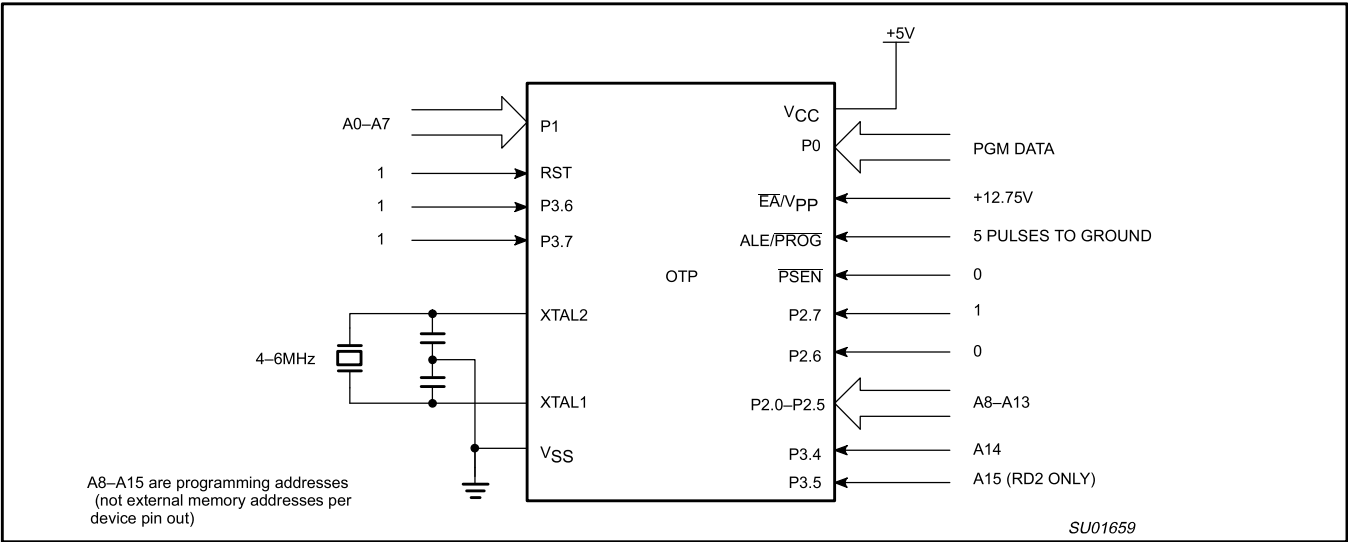 +5V
A0–A7
P1
VCC
P0
PGM DATA
1
RST
1
P3.6
EA/VPP
+12.75V
1
P3.7
ALE/PROG
5 PULSES TO GROUND
OTP
PSEN
0
XTAL2
P2.7
1
4–6MHz
P2.6
0
XTAL1
P2.0–P2.5
A8–A13
VSS
P3.4
A14
P3.5
A15 (RD2 ONLY)
A8–A15 are programming addresses
(not external memory addresses per
device pin out)
SU01659